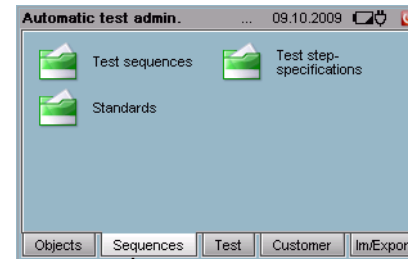 Automatic test admin. ... 09.10.2009
Test sequences
Test step-
specifications
Standards
Objects Sequences Test Customer Im/Expor